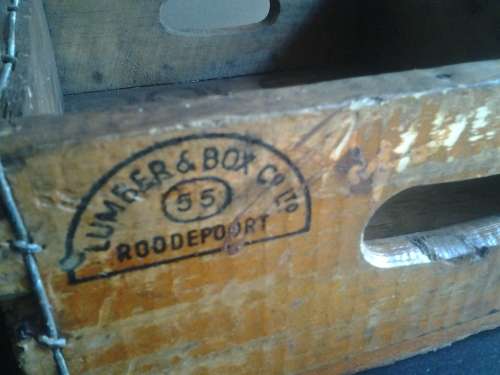 LUMBER & BOX Co LTD
55
ROODEPOORT